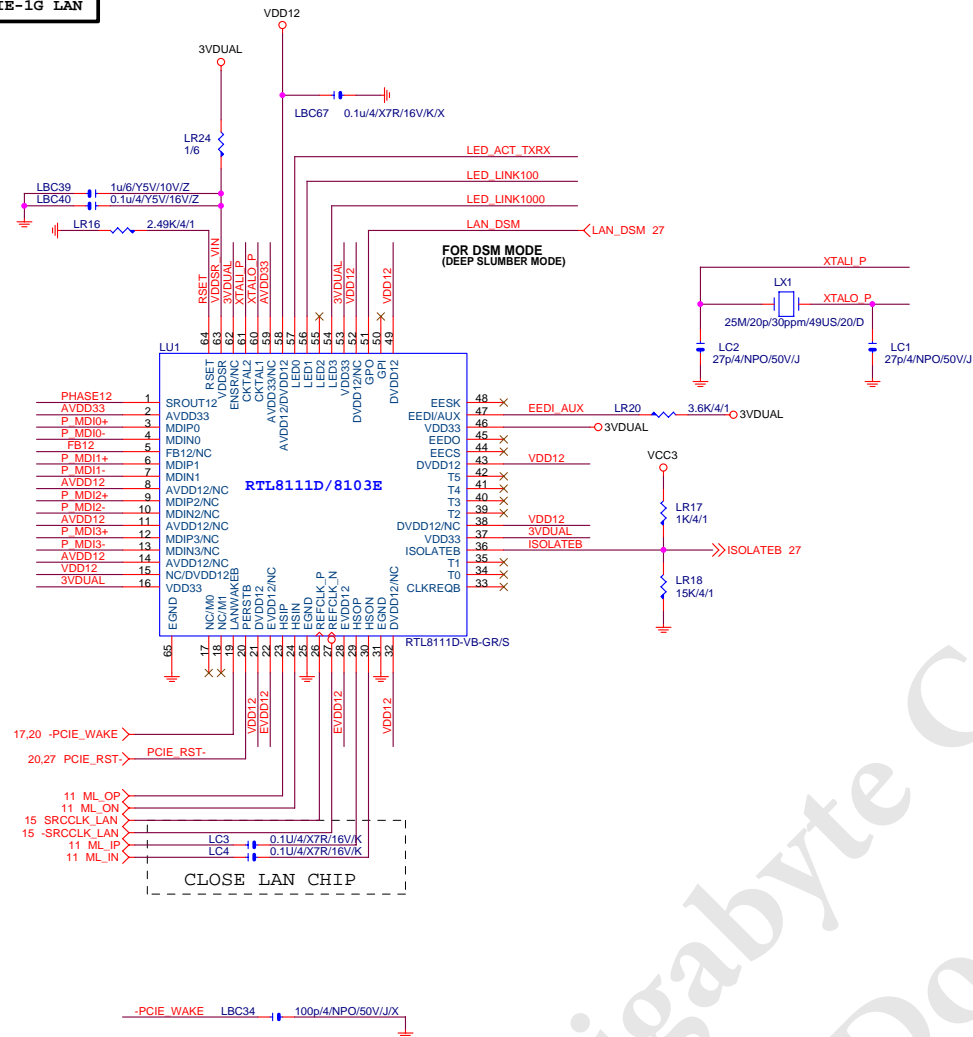 IE-1G LAN
VDD12
3VDUAL
LBC67 0.1u/4/X7R/16V/K/X
LR24
1/6
LED_ACT_TXRX
LED_LINK100
LBC39 1u/6/Y5V/10V/Z
LBC40 0.1u/4/Y5V/16V/Z
LED_LINK1000
LR16 2.49K/4/1
LAN_DSM
LAN_DSM 27
FOR DSM MODE
(DEEP SLUMBER MODE)
RSET
VDDSR_VIN
3VDUAL
XTALI_P
XTALO_P
AVDD33
3VDUAL
VDD12
VDD12
XTALI_P
LX1
XTALO_P
25M/20p/30ppm/49US/20/D
LC2
27p/4/NPO/50V/J
LC1
27p/4/NPO/50V/J
64 63 62 61 60 59 58 57 56 55 54 53 52 51 50 49
LU1
RSET
VDDSR
ENSR/NC
CKTAL2
CKTAL1
AVDD33/NC
AVDD12/DVDD12
LED0
LED1
LED2
LED3
VDD33
DVDD12/NC
GPO
GPI
DVDD12
PHASE12 1 SROUT12
AVDD33 2 AVDD33
P_MDI0+ 3 MDIP0
P_MDI0- 4 MDIN0
FB12 5 FB12/NC
P_MDI1+ 6 MDIP1
P_MDI1- 7 MDIN1
AVDD12 8 AVDD12/NC
P_MDI2+ 9 MDIP2/NC
P_MDI2- 10 MDIN2/NC
AVDD12 11 AVDD12/NC
P_MDI3+ 12 MDIP3/NC
P_MDI3- 13 MDIN3/NC
AVDD12 14 AVDD12/NC
VDD12 15 NC/DVDD12
3VDUAL 16 VDD33
RTL8111D/8103E
EESK 48
EEDI/AUX 47 EEDI_AUX LR20 3.6K/4/1 3VDUAL
VDD33 46 3VDUAL
EEDO 45
EECS 44
DVDD12 43 VDD12
T5 42
T4 41
T3 40
T2 39
DVDD12/NC 38 VDD12
VDD33 37 3VDUAL
ISOLATEB 36 ISOLATEB
T1 35
T0 34
CLKREQB 33
VCC3
LR17
1K/4/1
ISOLATEB 27
LR18
15K/4/1
EGND
NC/M0
NC/M1
LANWAKEB
PERSTB
DVDD12
EVDD12/NC
HSIP
HSIN
EGND
REFCLK_P
REFCLK_N
EVDD12
HSOP
HSON
EGND
DVDD12/NC
RTL8111D-VB-GR/S
65 17 18 19 20 21 22 23 24 25 26 27 28 29 30 31 32
VDD12
EVDD12
EVDD12
VDD12
17,20 -PCIE_WAKE
20,27 PCIE_RST- PCIE_RST-
11 ML_OP
11 ML_ON
15 SRCCLK_LAN
15 -SRCCLK_LAN
11 ML_IP LC3 0.1U/4/X7R/16V/K
11 ML_IN LC4 0.1U/4/X7R/16V/K
CLOSE LAN CHIP
-PCIE_WAKE LBC34 100p/4/NPO/50V/J/X
igabyte C
Do